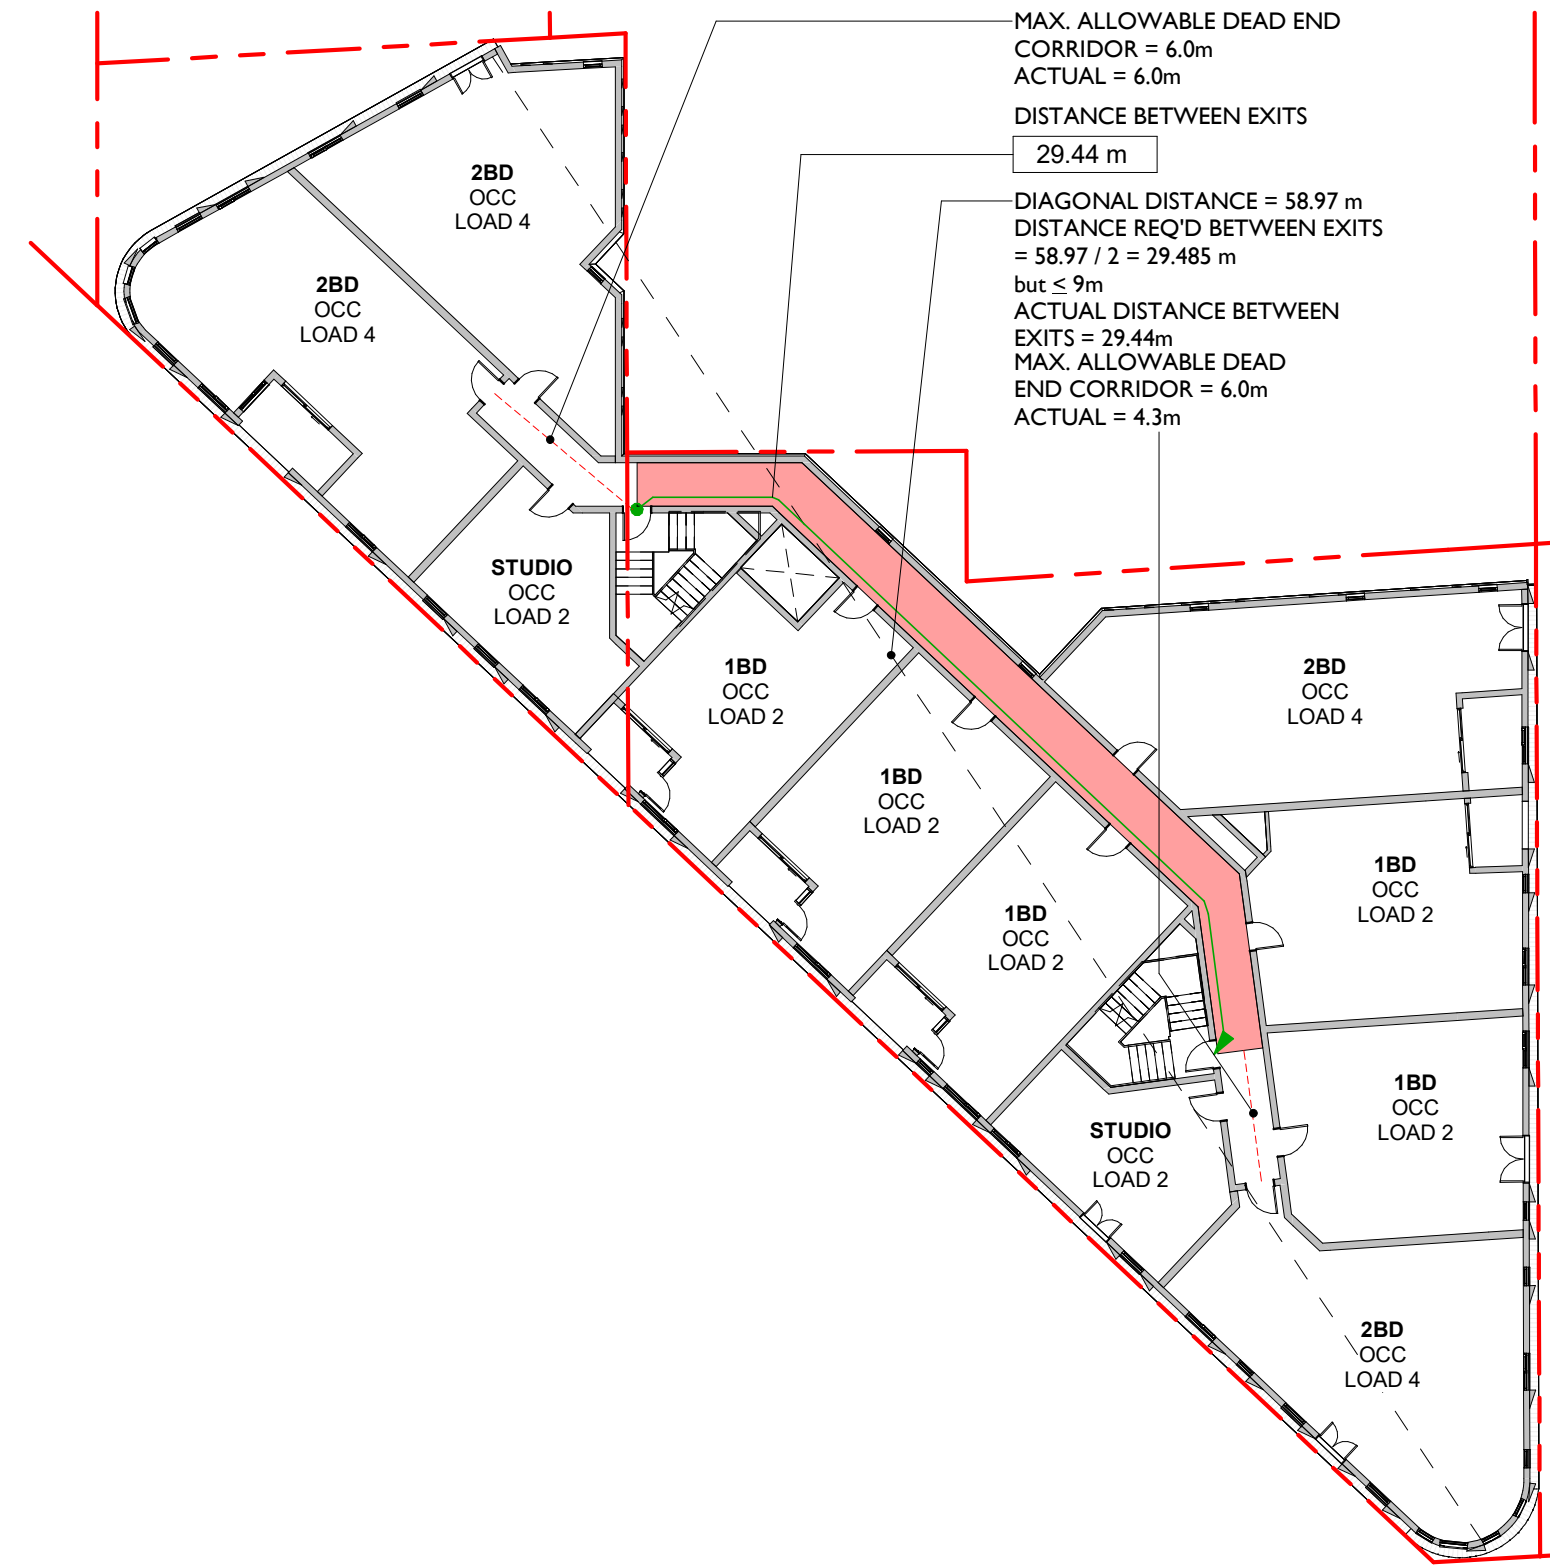 MAX. ALLOWABLE DEAD END
CORRIDOR = 6.0m
ACTUAL = 6.0m
DISTANCE BETWEEN EXITS
29.44 m
DIAGONAL DISTANCE = 58.97 m
DISTANCE REQ'D BETWEEN EXITS
= 58.97 / 2 = 29.485 m
but ≤ 9m
ACTUAL DISTANCE BETWEEN
EXITS = 29.44m
MAX. ALLOWABLE DEAD
END CORRIDOR = 6.0m
ACTUAL = 4.3m
2BD
OCC
LOAD 4
2BD
OCC
LOAD 4
STUDIO
OCC
LOAD 2
1BD
OCC
LOAD 2
2BD
OCC
LOAD 4
1BD
OCC
LOAD 2
1BD
OCC
LOAD 2
1BD
OCC
LOAD 2
1BD
OCC
LOAD 2
STUDIO
OCC
LOAD 2
2BD
OCC
LOAD 4